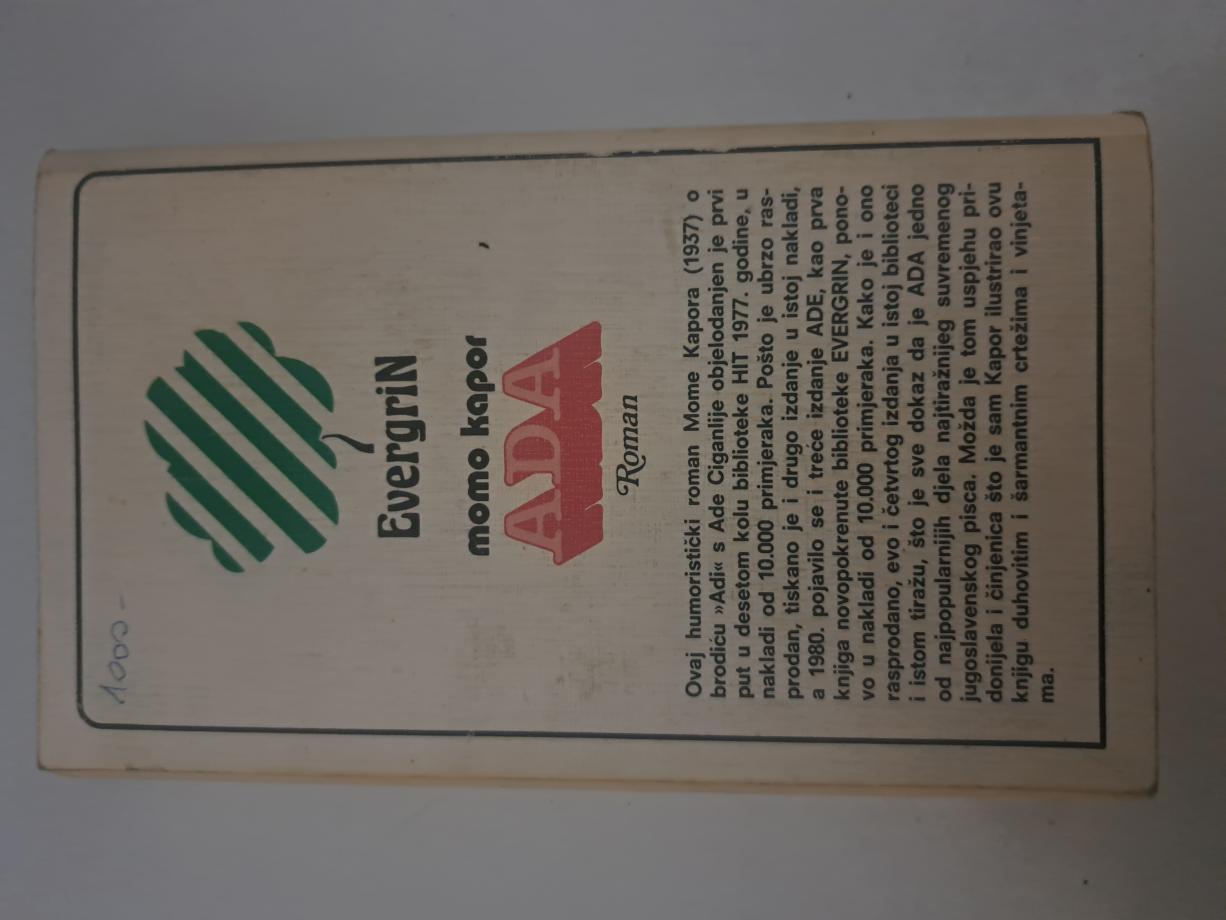 1000-
EvergriN
momo kapor
ADA
Roman
Ovaj humoristički roman Mome Kapora (1937) o
brodiću »Adi« s Ade Ciganlije objelodanjen je prvi
put u desetom kolu biblioteke HIT 1977. godine, u
nakladi od 10.000 primjeraka. Pošto je ubrzo ras-
prodan, tiskano je i drugo izdanje u istoj nakladi,
a 1980. pojavilo se i treće izdanje ADE, kao prva
knjiga novopokrenute biblioteke EVERGRIN, pono-
vo u nakladi od 10.000 primjeraka. Kako je i ono
rasprodano, evo i četvrtog izdanja u istoj biblioteci
i istom tiražu, što je sve dokaz da je ADA jedno
od najpopularnijih djela najtiražnijeg suvremenog
jugoslavenskog pisca. Možda je tom uspjehu pri-
donijela i činjenica što je sam Kapor ilustrirao ovu
knjigu duhovitim i šarmantnim crtežima i vinjeta-
ma.